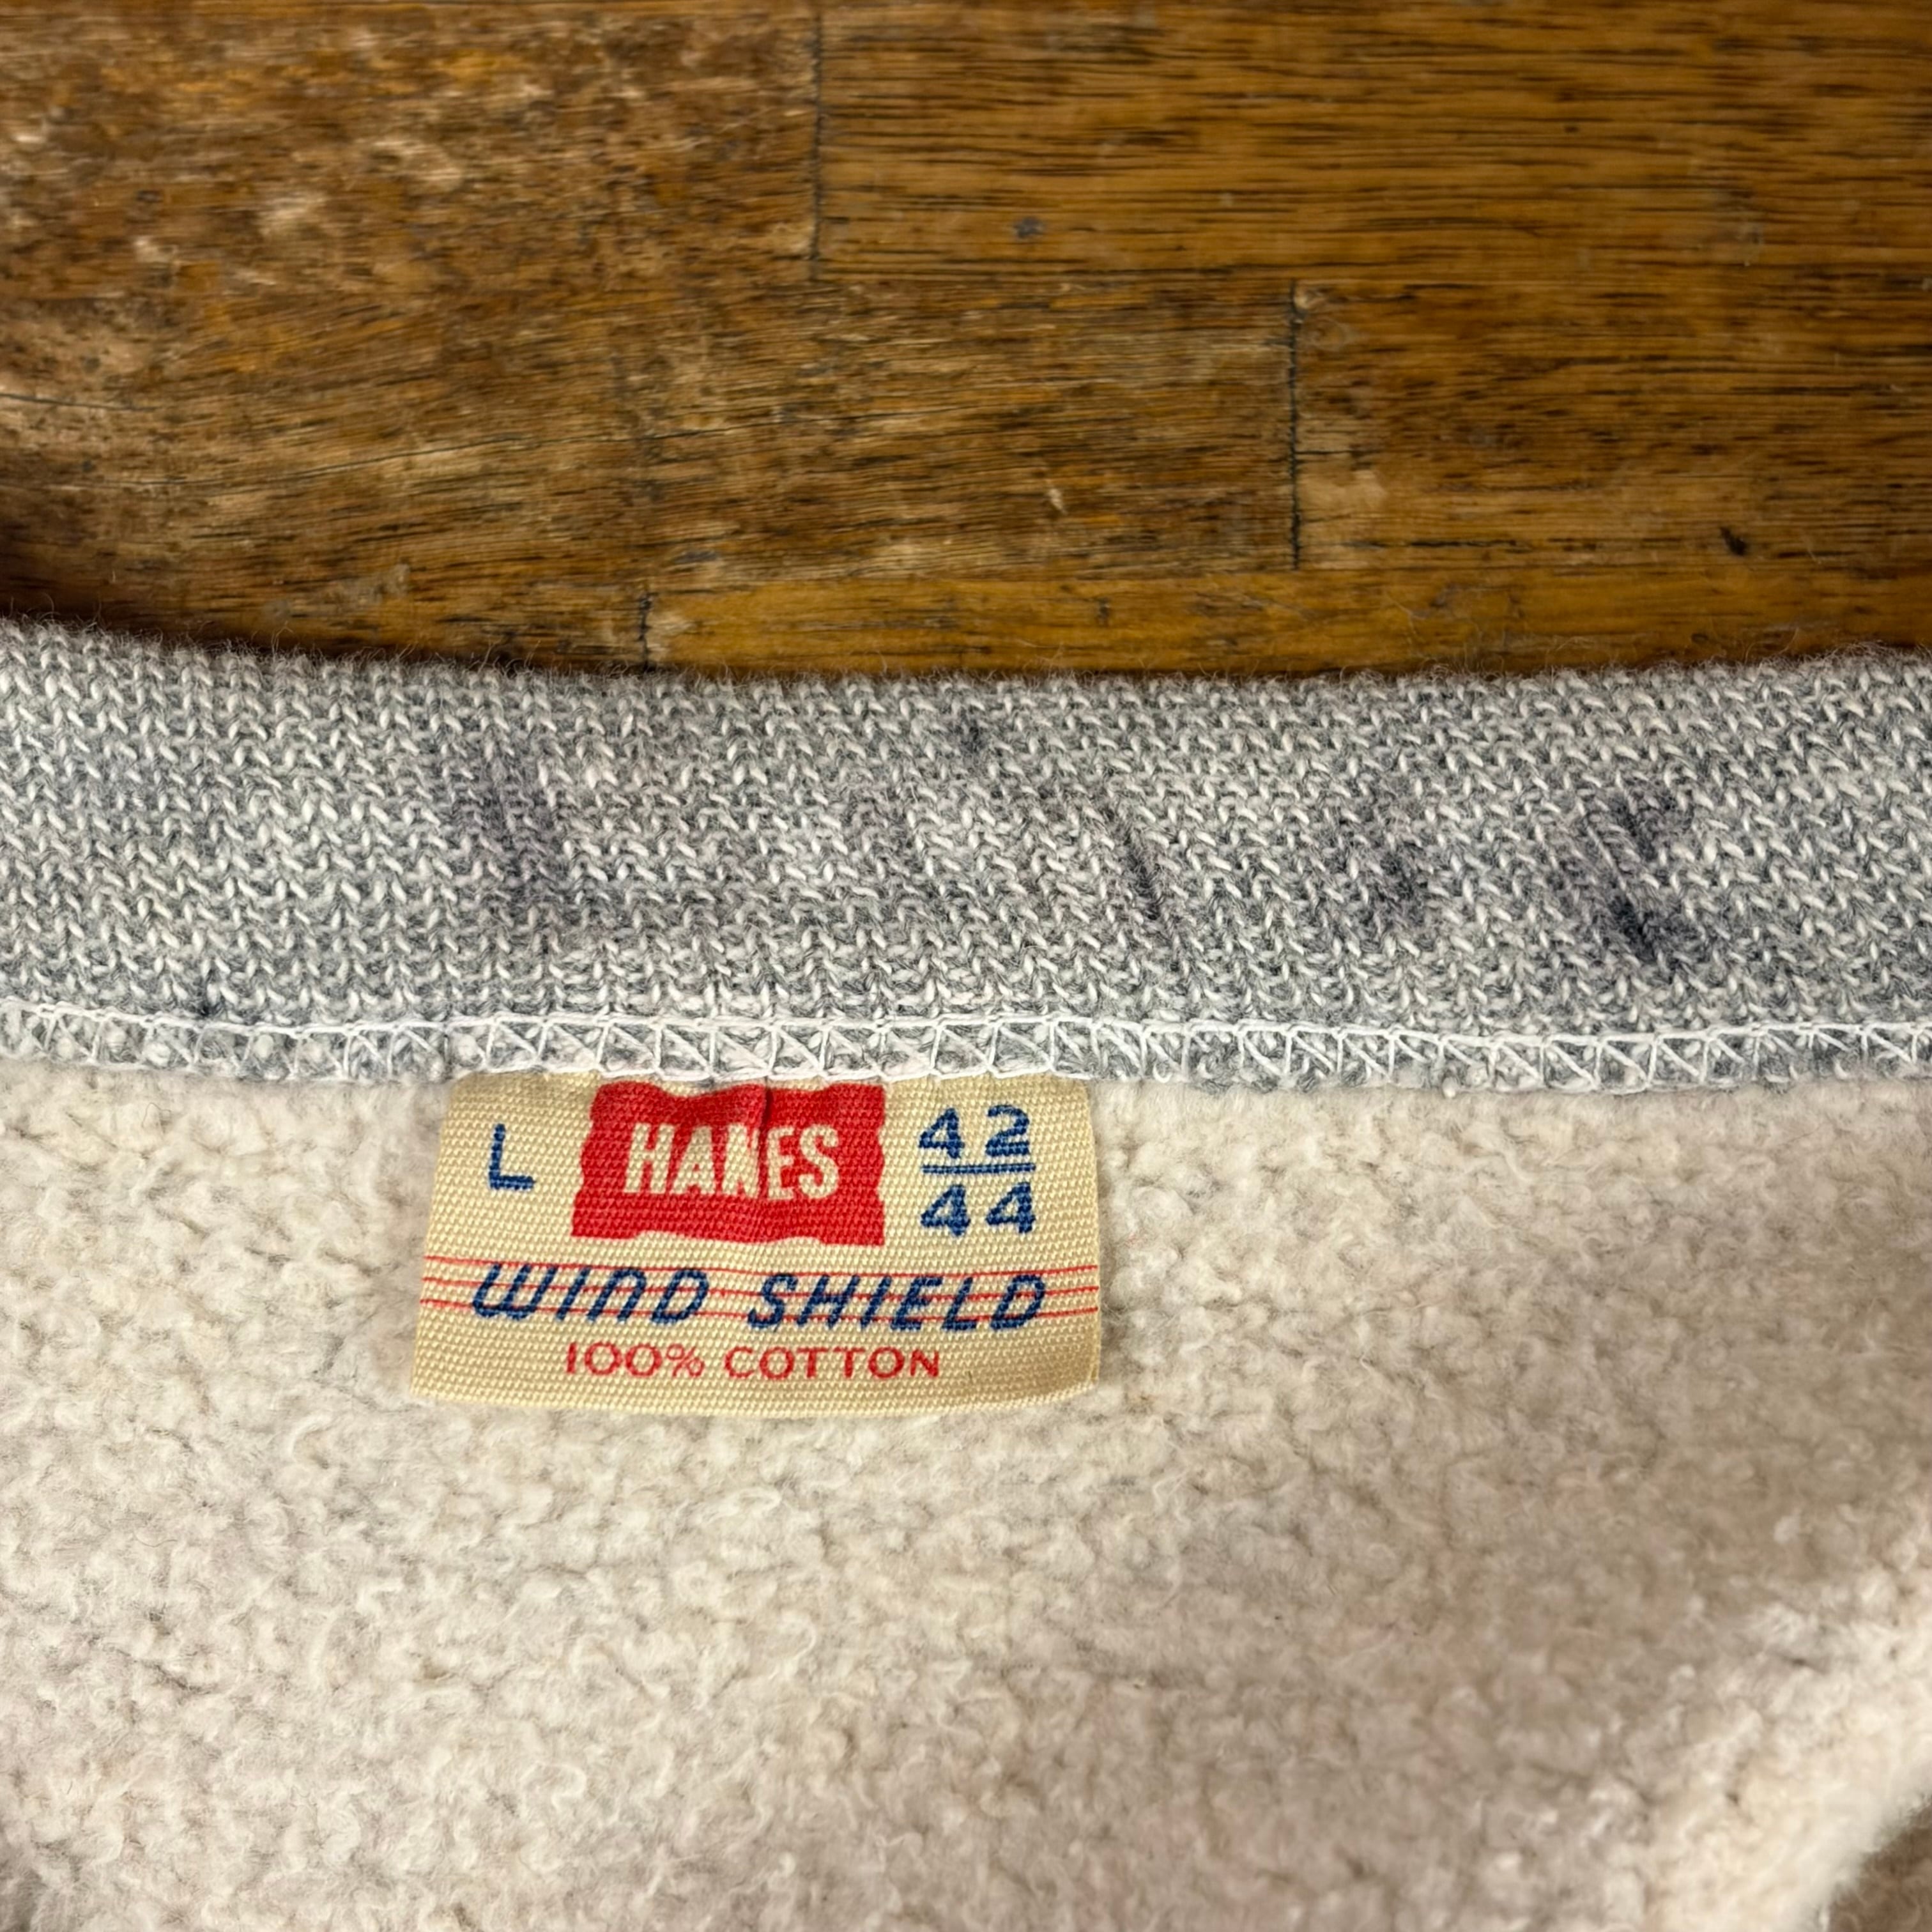 L HANES 42
44
WIND SHIELD
100% COTTON